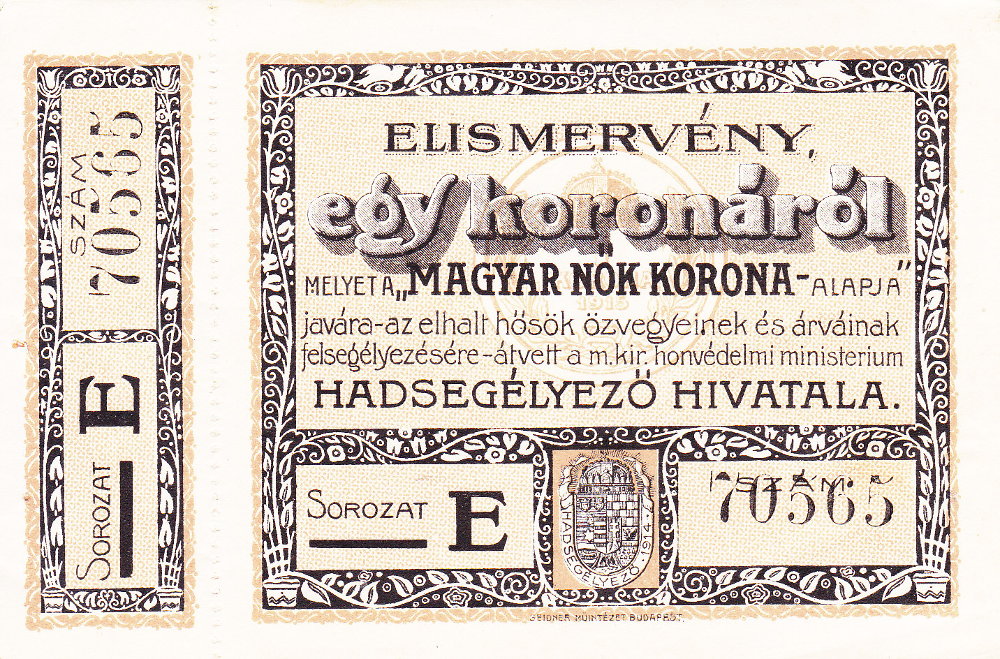 SZÁM
70565
SOROZAT E
ELISMERVÉNY,
egy koronáról
MELYET A „MAGYAR NŐK KORONA-ALAPJA”
javára-az elhalt hősök özvegyeinek és árváinak
felsegélyezésére-átvett a m.kir. honvédelmi ministerium
HADSEGÉLYEZŐ HIVATALA.
1915
SOROZAT E
HADSEGÉLYEZŐ · 1914-
SZÁM
70565
SEIDNER MŰINTÉZET BUDAPEST.